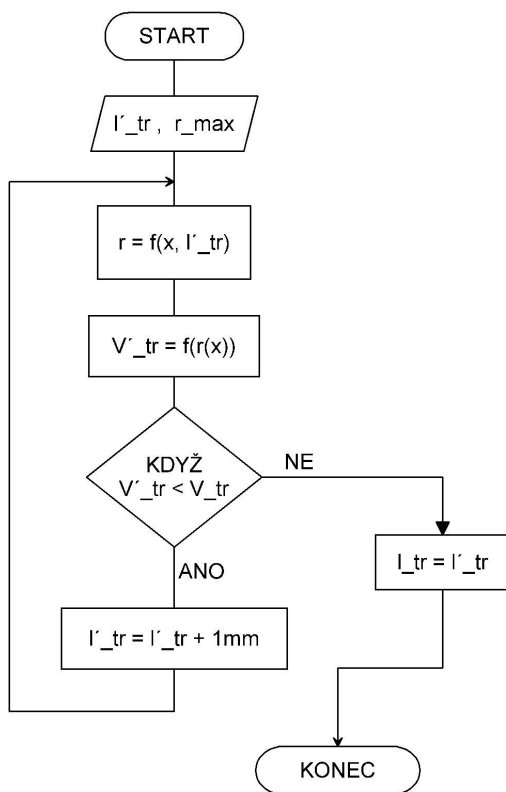 START
l´_tr , r_max
r = f(x, l´_tr)
V´_tr = f(r(x))
KDYŽ
V´_tr < V_tr
NE
ANO
l_tr = l´_tr
l´_tr = l´_tr + 1mm
KONEC